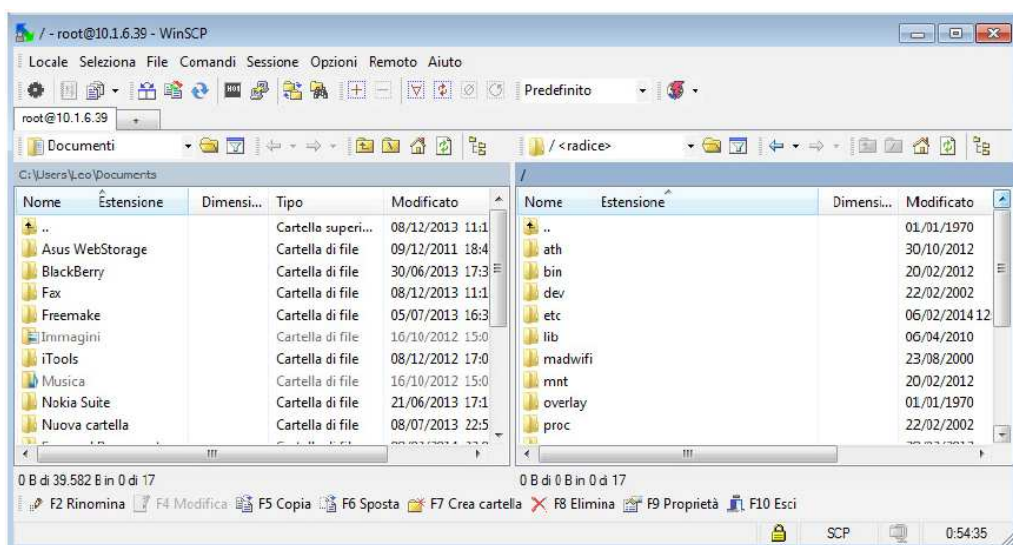 / - root@10.1.6.39 - WinSCP
Locale Seleziona File Comandi Sessione Opzioni Remoto Aiuto
Predefinito
root@10.1.6.39 +
Documenti / <radice>
C:\Users\Leo\Documents /
Nome Estensione Dimensi... Tipo Modificato Nome Estensione Dimensi... Modificato
.. Cartella superi... 08/12/2013 11:1 .. 01/01/1970
Asus WebStorage Cartella di file 09/12/2011 18:4 ath 30/10/2012
BlackBerry Cartella di file 30/06/2013 17:3 bin 20/02/2012
Fax Cartella di file 08/12/2013 11:1 dev 22/02/2002
Freemake Cartella di file 05/07/2013 16:3 etc 06/02/2014 12:
Immagini Cartella di file 16/10/2012 15:0 lib 06/04/2010
iTools Cartella di file 08/12/2012 17:0 madwifi 23/08/2000
Musica Cartella di file 16/10/2012 15:0 mnt 20/02/2012
Nokia Suite Cartella di file 21/06/2013 17:1 overlay 01/01/1970
Nuova cartella Cartella di file 08/07/2013 22:5 proc 22/02/2002
0 B di 39.582 B in 0 di 17 0 B di 0 B in 0 di 17
F2 Rinomina F4 Modifica F5 Copia F6 Sposta F7 Crea cartella F8 Elimina F9 Proprietà F10 Esci
SCP 0:54:35